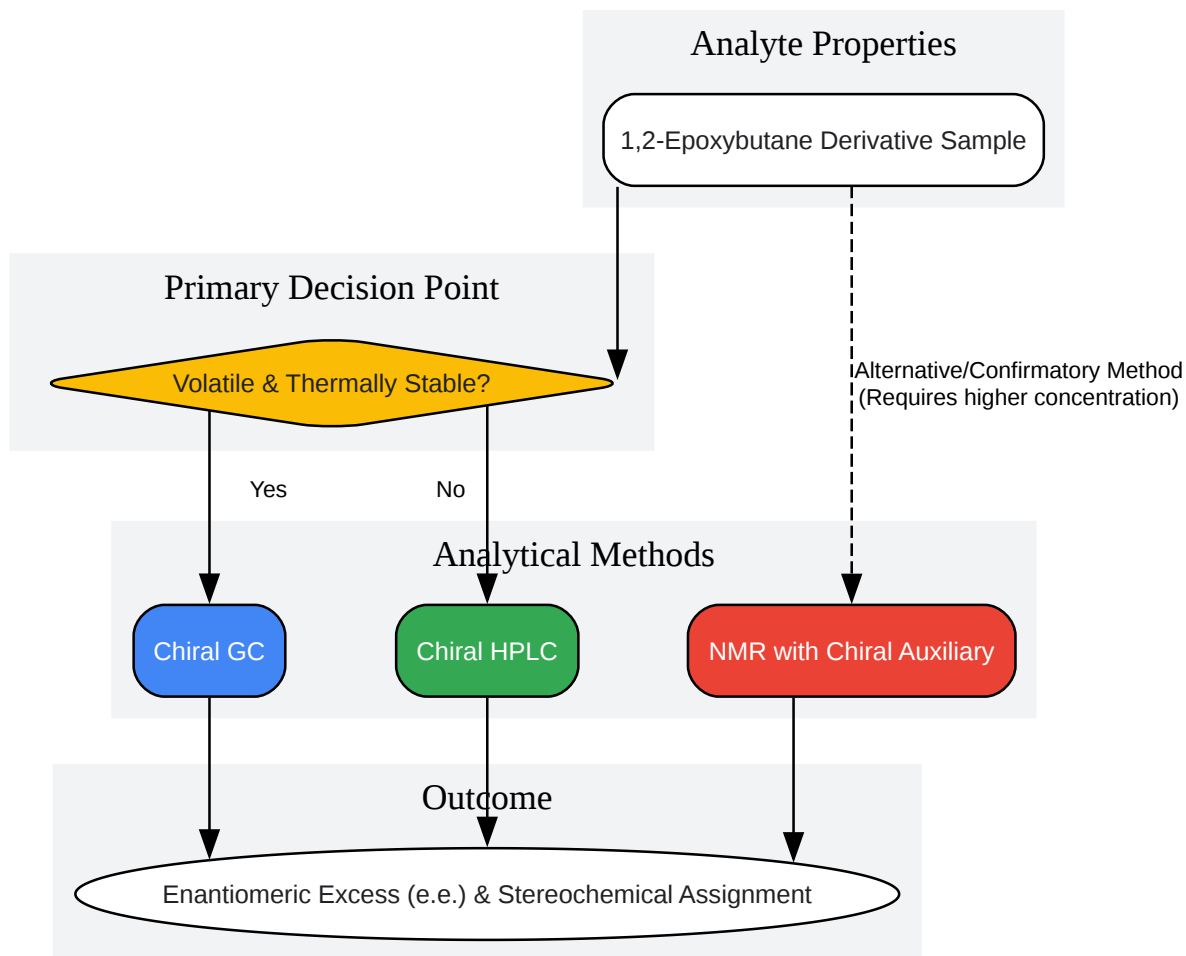 Analyte Properties
1,2-Epoxybutane Derivative Sample
Primary Decision Point
Volatile & Thermally Stable?
Alternative/Confirmatory Method
(Requires higher concentration)
Yes
No
Analytical Methods
Chiral GC
Chiral HPLC
NMR with Chiral Auxiliary
Outcome
Enantiomeric Excess (e.e.) & Stereochemical Assignment